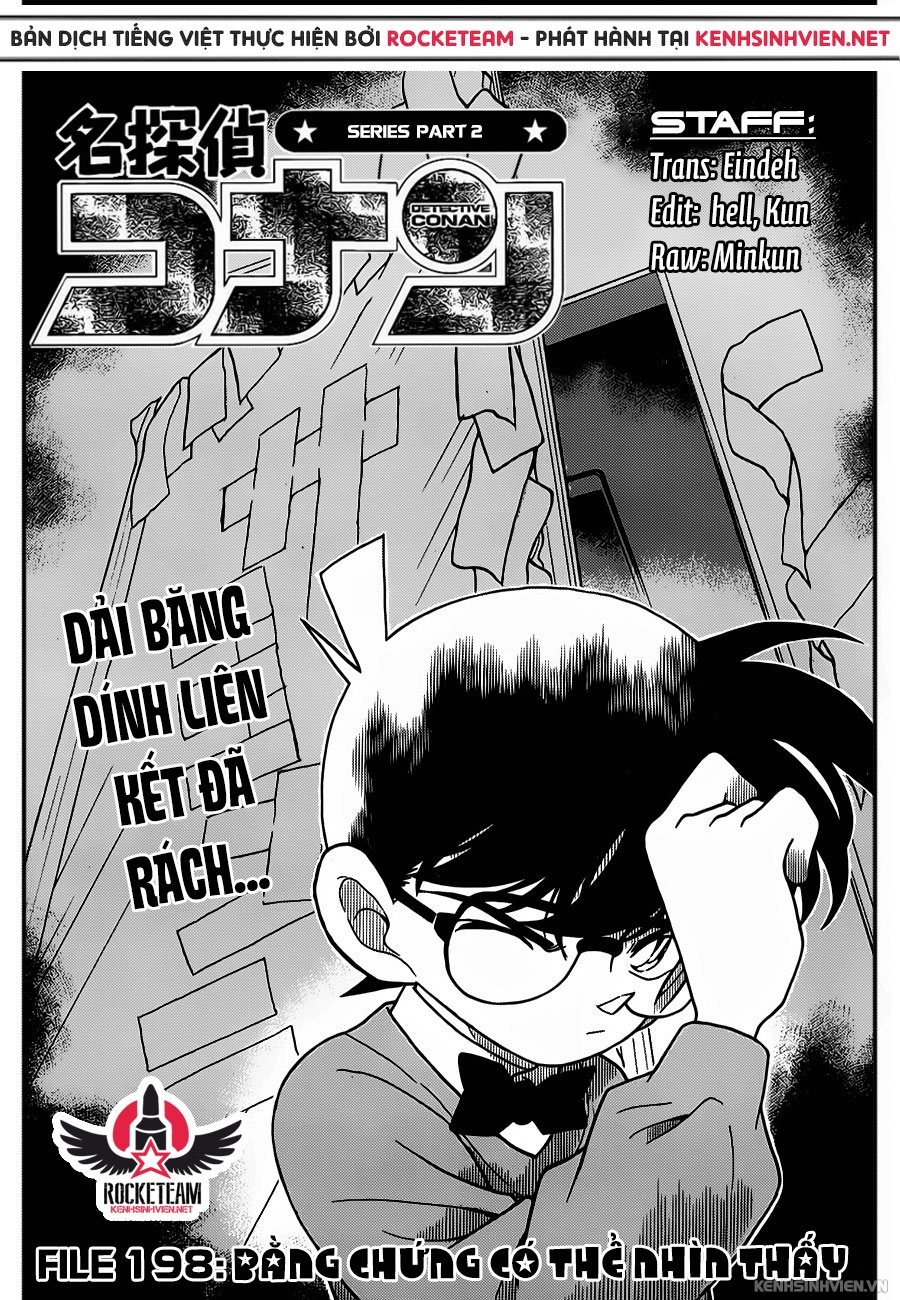 BẢN DỊCH TIẾNG VIỆT THỰC HIỆN BỞI ROCKETEAM - PHÁT HÀNH TẠI KENHSINHVIEN.NET
名探偵
SERIES PART 2
コナン
DETECTIVE
CONAN
STAFF:
Trans: Eindeh
Edit: hell, Kun
Raw: Minkun
DẢI BĂNG
DÍNH LIÊN
KẾT ĐÃ
RÁCH...
ROCKETEAM
KENHSINHVIEN.NET
FILE 198: BẰNG CHỨNG CÓ THỂ NHÌN THẤY
KENHSINHVIEN.VN